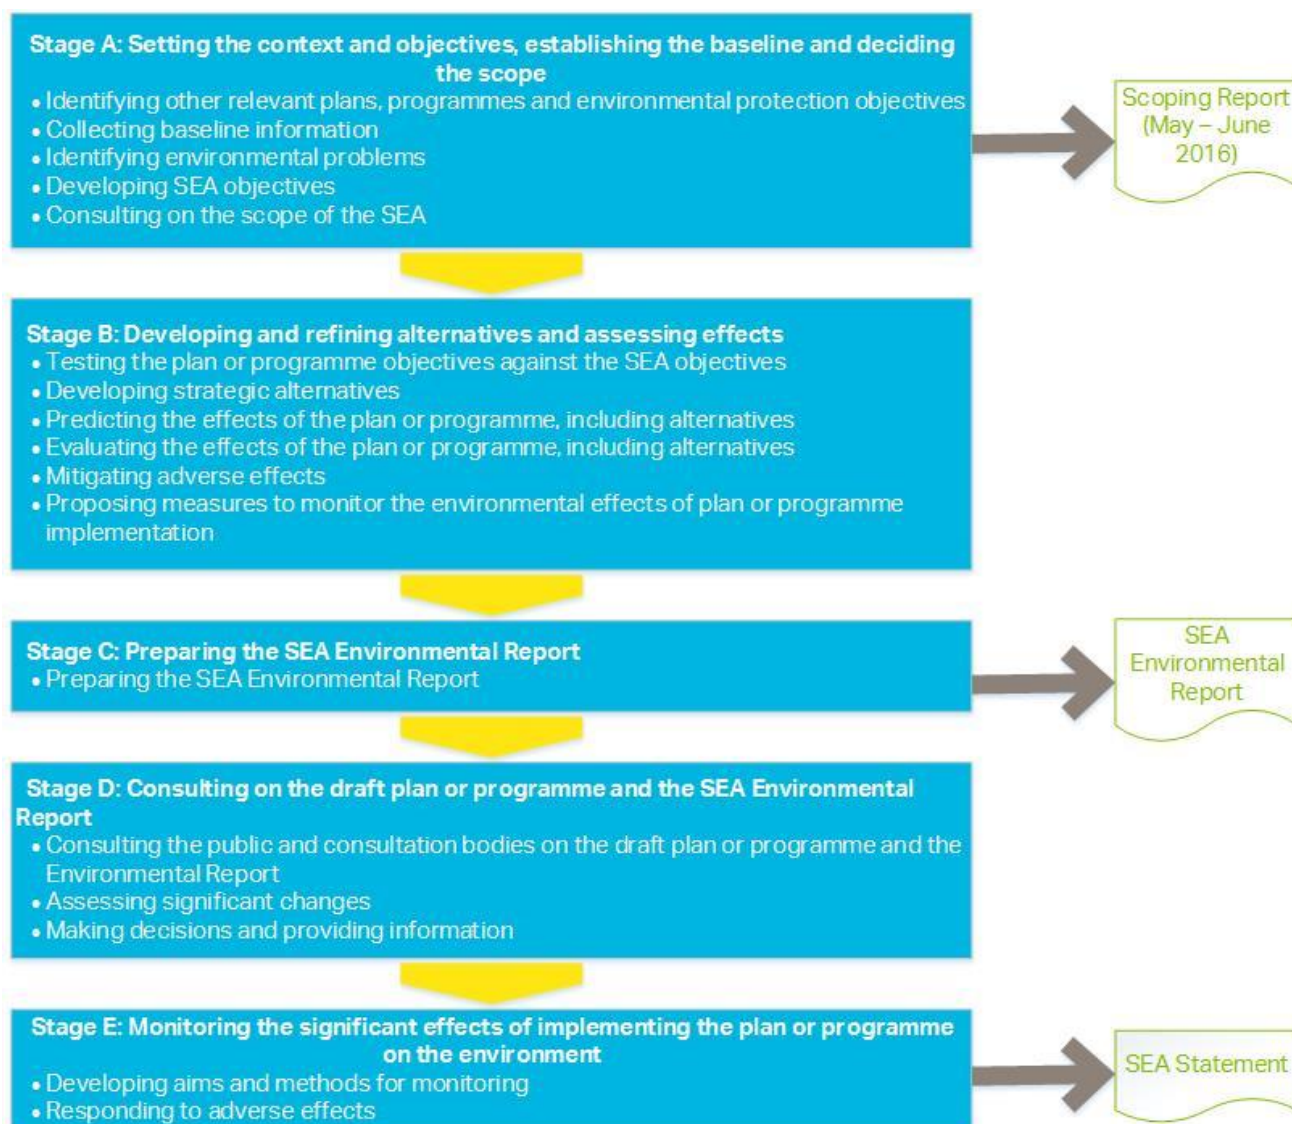 Stage A: Setting the context and objectives, establishing the baseline and deciding
the scope
• Identifying other relevant plans, programmes and environmental protection objectives
• Collecting baseline information
• Identifying environmental problems
• Developing SEA objectives
• Consulting on the scope of the SEA
Scoping Report
(May – June
2016)
Stage B: Developing and refining alternatives and assessing effects
• Testing the plan or programme objectives against the SEA objectives
• Developing strategic alternatives
• Predicting the effects of the plan or programme, including alternatives
• Evaluating the effects of the plan or programme, including alternatives
• Mitigating adverse effects
• Proposing measures to monitor the environmental effects of plan or programme
implementation
Stage C: Preparing the SEA Environmental Report
• Preparing the SEA Environmental Report
SEA
Environmental
Report
Stage D: Consulting on the draft plan or programme and the SEA Environmental
Report
• Consulting the public and consultation bodies on the draft plan or programme and the
Environmental Report
• Assessing significant changes
• Making decisions and providing information
Stage E: Monitoring the significant effects of implementing the plan or programme
on the environment
• Developing aims and methods for monitoring
• Responding to adverse effects
SEA Statement